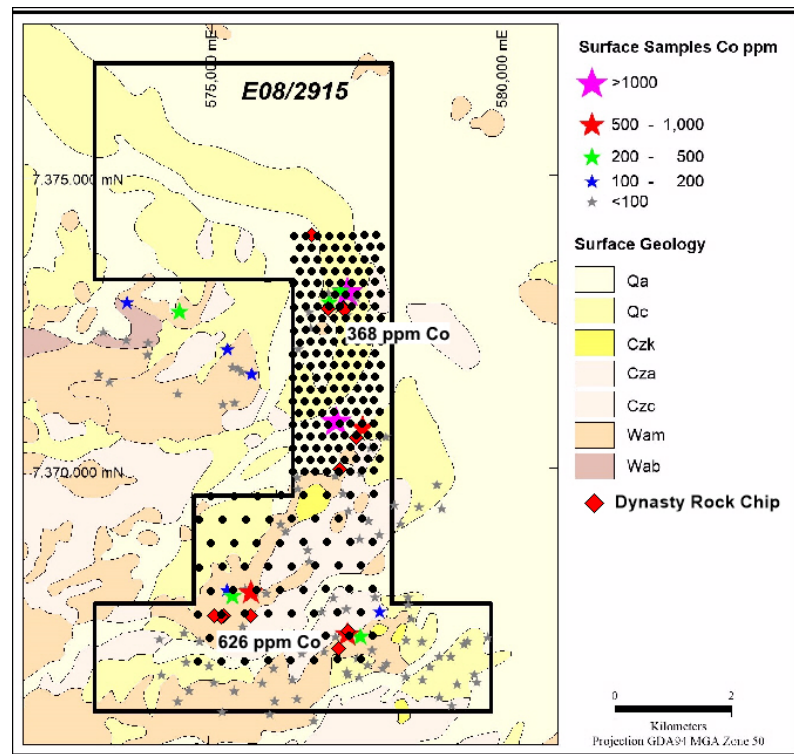 575,000 mE
580,000 mE
E08/2915
7,375,000 mN
368 ppm Co
7,370,000 mN
626 ppm Co
Surface Samples Co ppm
>1000
500 - 1,000
200 - 500
100 - 200
<100
Surface Geology
Qa
Qc
Czk
Cza
Czc
Wam
Wab
Dynasty Rock Chip
0 2
Kilometers
Projection GDA94 MGA Zone 50